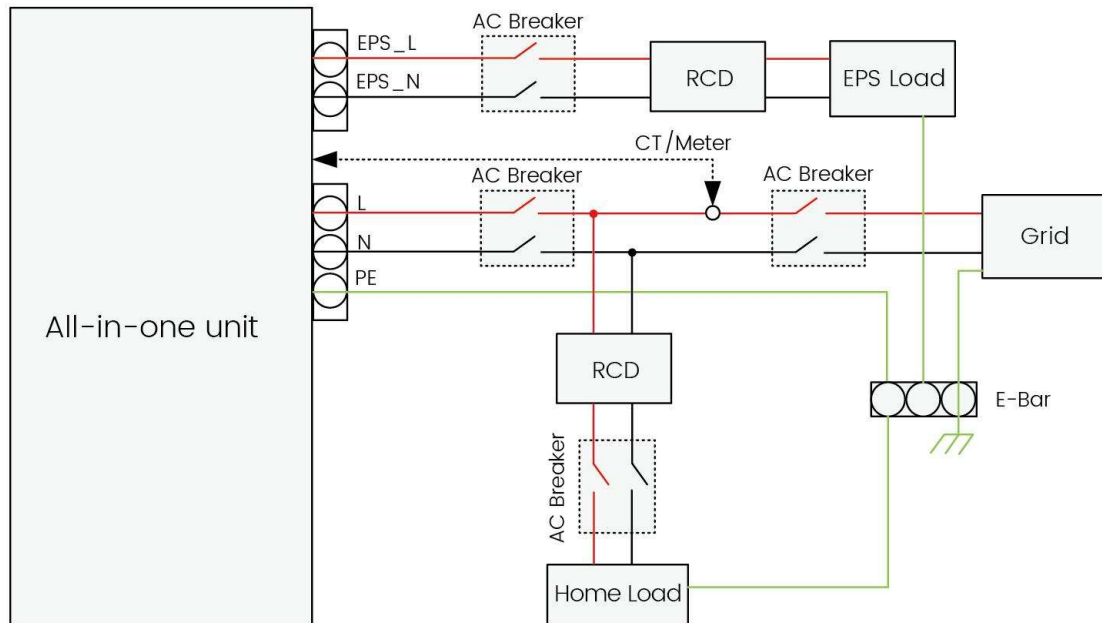 AC Breaker
EPS_L
EPS_N
RCD
EPS Load
CT/Meter
AC Breaker
AC Breaker
L
N
PE
Grid
All-in-one unit
RCD
E-Bar
AC Breaker
Home Load